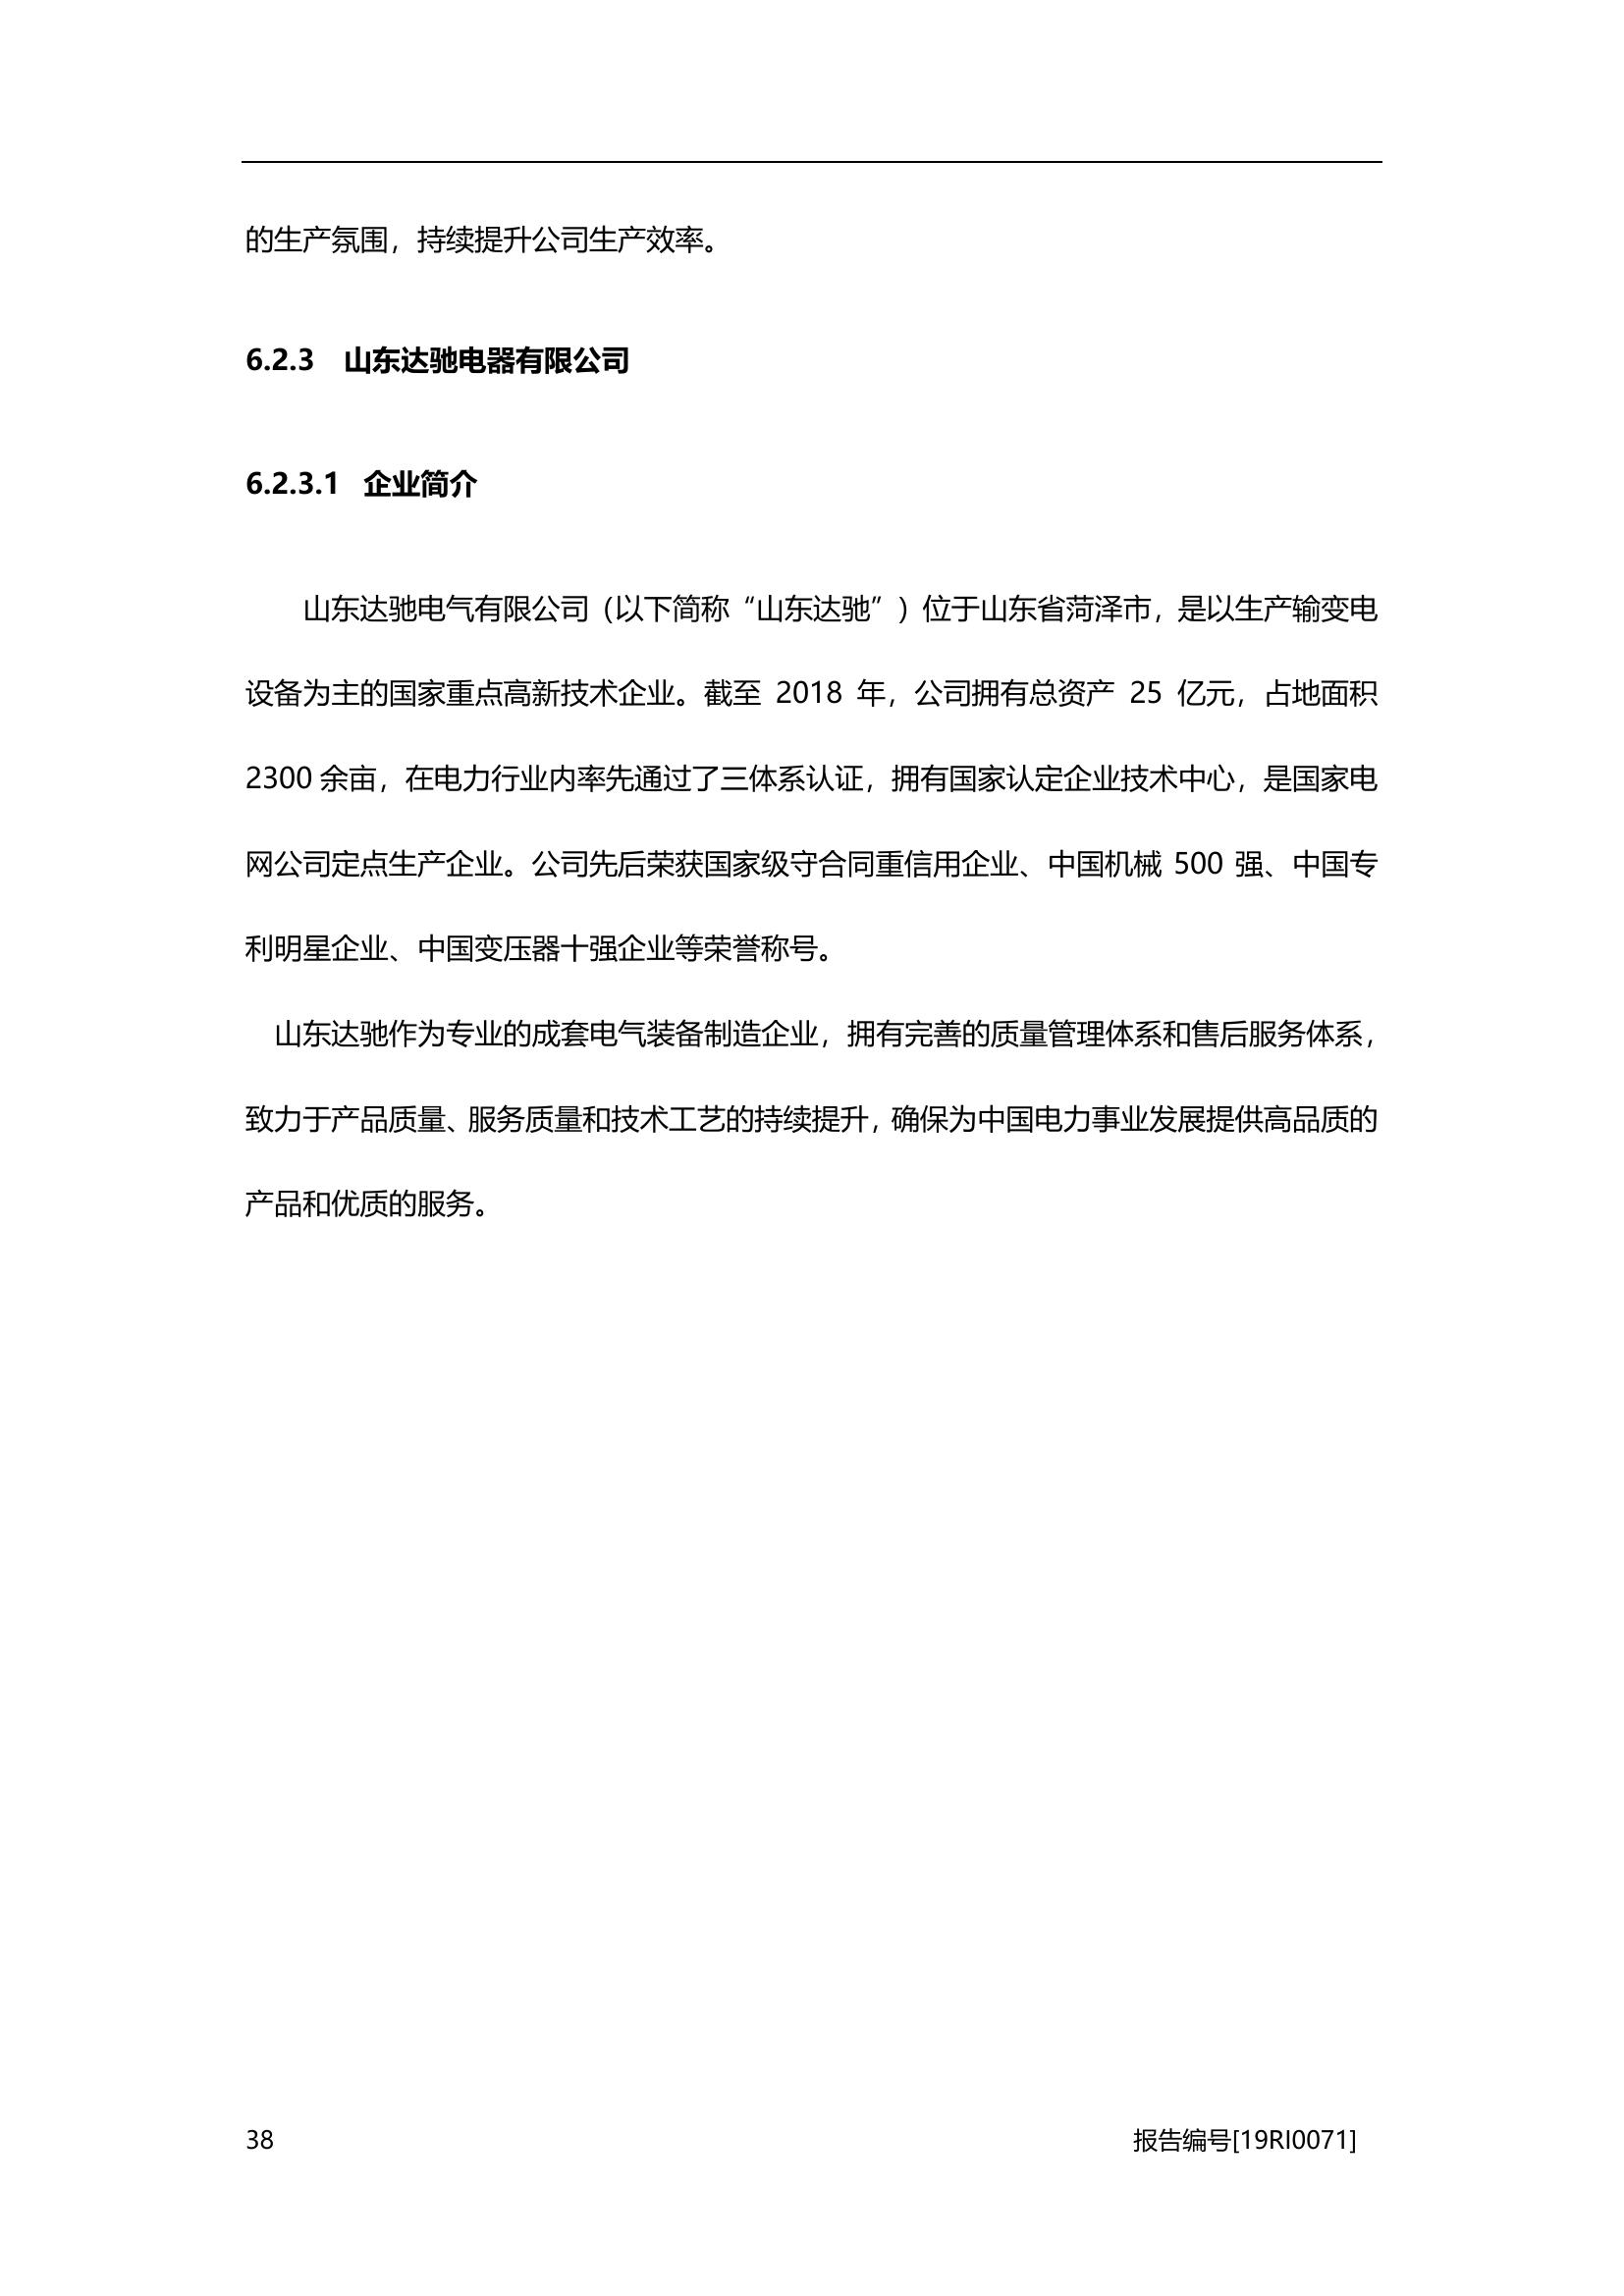 的生产氛围，持续提升公司生产效率。
6.2.3 山东达驰电器有限公司
6.2.3.1 企业简介
山东达驰电气有限公司（以下简称“山东达驰”）位于山东省菏泽市，是以生产输变电
设备为主的国家重点高新技术企业。截至 2018 年，公司拥有总资产 25 亿元，占地面积
2300 余亩，在电力行业内率先通过了三体系认证，拥有国家认定企业技术中心，是国家电
网公司定点生产企业。公司先后荣获国家级守合同重信用企业、中国机械 500 强、中国专
利明星企业、中国变压器十强企业等荣誉称号。
山东达驰作为专业的成套电气装备制造企业，拥有完善的质量管理体系和售后服务体系，
致力于产品质量、服务质量和技术工艺的持续提升，确保为中国电力事业发展提供高品质的
产品和优质的服务。
38 报告编号[19RI0071]